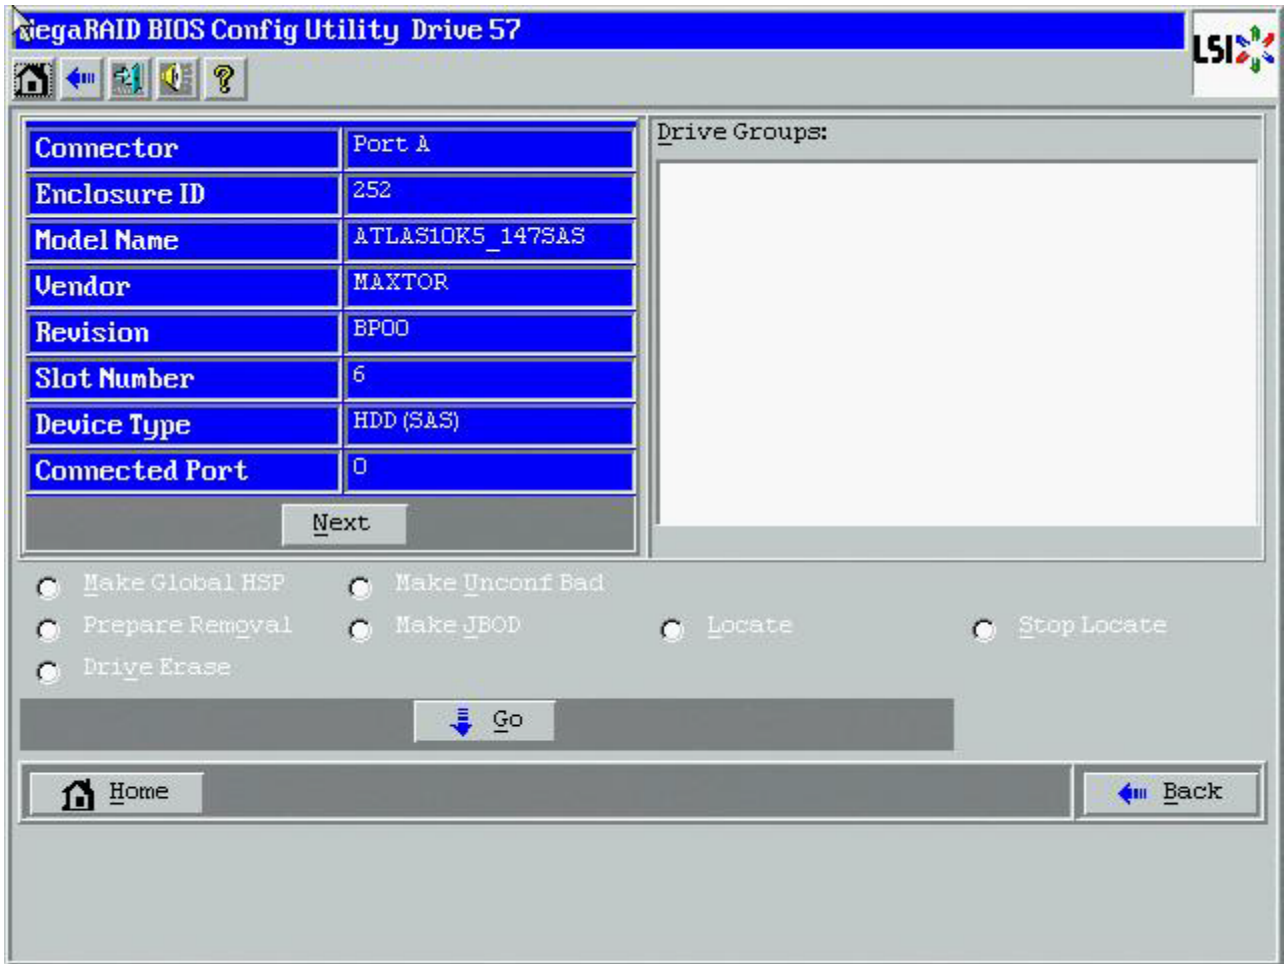 egaRAID BIOS Config Utility Drive 57
LSI
Connector Port A
Enclosure ID 252
Model Name ATLAS10K5_147SAS
Vendor MAXTOR
Revision BP00
Slot Number 6
Device Type HDD (SAS)
Connected Port 0
Next
Drive Groups:
Make Global HSP Make Unconf Bad
Prepare Removal Make JBOD Locate Stop Locate
Drive Erase
Go
Home Back